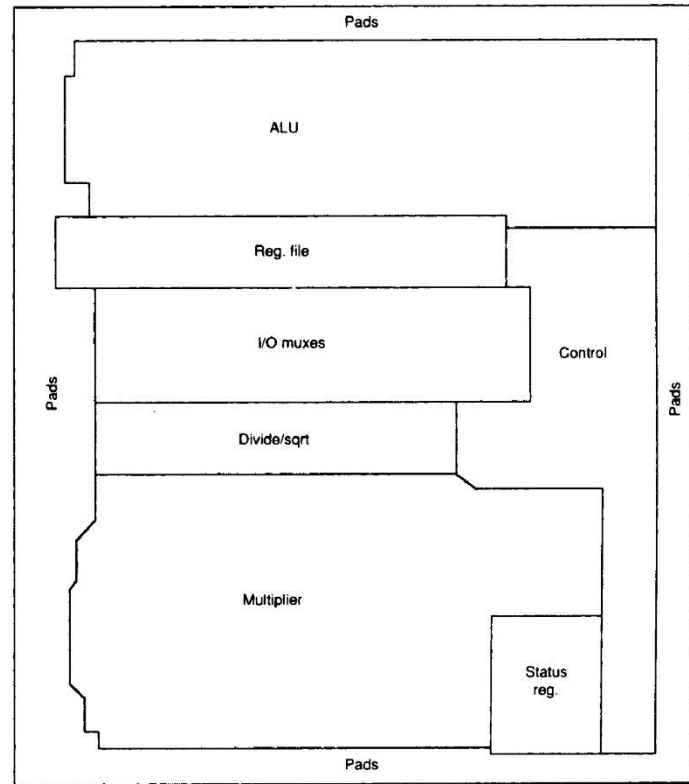 Pads
ALU
Reg. file
I/O muxes
Control
Pads
Pads
Divide/sqrt
Multiplier
Status
reg.
Pads